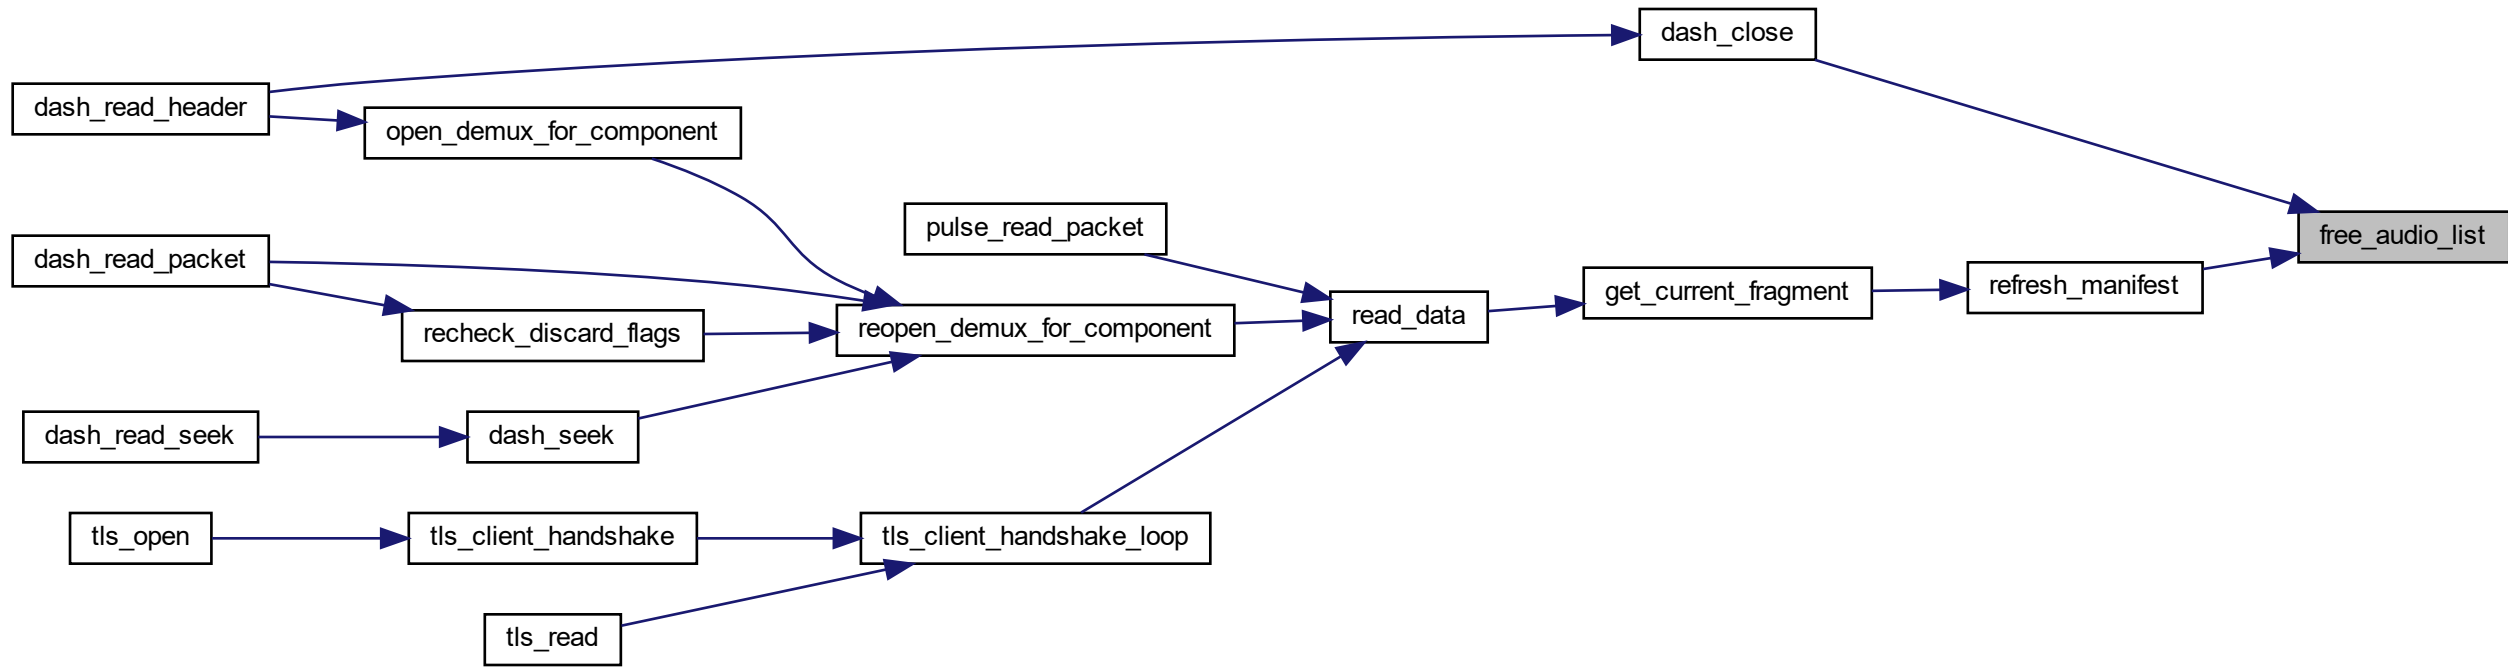 dash_close
dash_read_header
open_demux_for_component
pulse_read_packet
free_audio_list
dash_read_packet
refresh_manifest
get_current_fragment
read_data
reopen_demux_for_component
recheck_discard_flags
dash_read_seek
dash_seek
tls_open
tls_client_handshake
tls_client_handshake_loop
tls_read